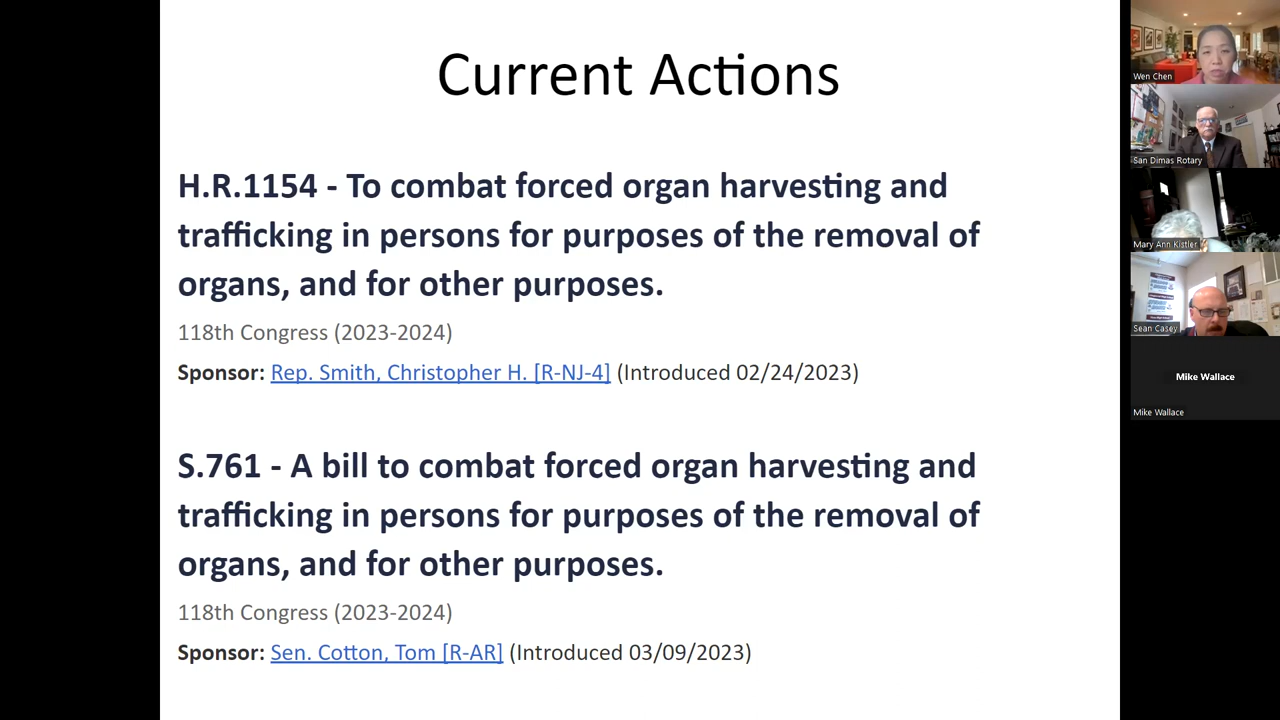 Current Actions
H.R.1154 - To combat forced organ harvesting and
trafficking in persons for purposes of the removal of
organs, and for other purposes.
118th Congress (2023-2024)
Sponsor: Rep. Smith, Christopher H. [R-NJ-4] (Introduced 02/24/2023)
S.761 - A bill to combat forced organ harvesting and
trafficking in persons for purposes of the removal of
organs, and for other purposes.
118th Congress (2023-2024)
Sponsor: Sen. Cotton, Tom [R-AR] (Introduced 03/09/2023)
Wen Chen
San Dimas Rotary
Mary Ann Kistler
Sean Casey
Mike Wallace
Mike Wallace